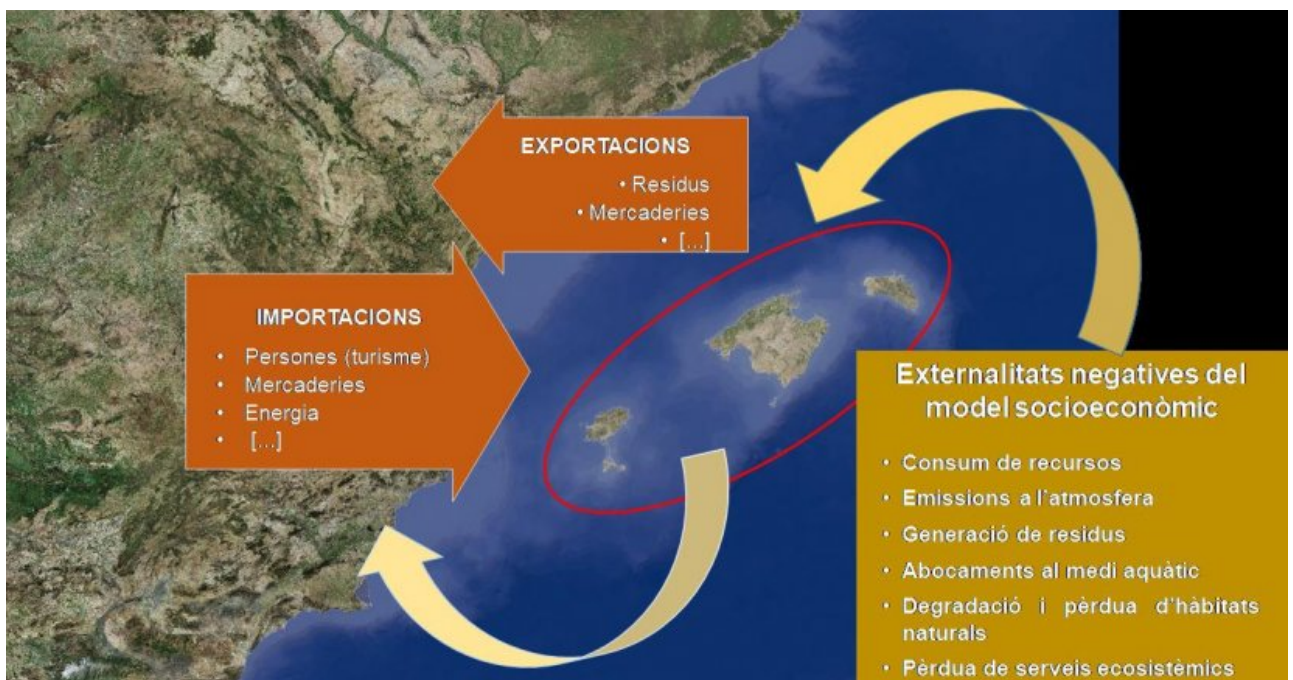 EXPORTACIONS
• Residus
• Mercaderies
• [...]
IMPORTACIONS
• Persones (turisme)
• Mercaderies
• Energia
• [...]
Externalitats negatives del
model socioeconòmic
• Consum de recursos
• Emissions a l'atmosfera
• Generació de residus
• Abocaments al medi aquàtic
• Degradació i pèrdua d'hàbitats
naturals
• Pèrdua de serveis ecosistèmics